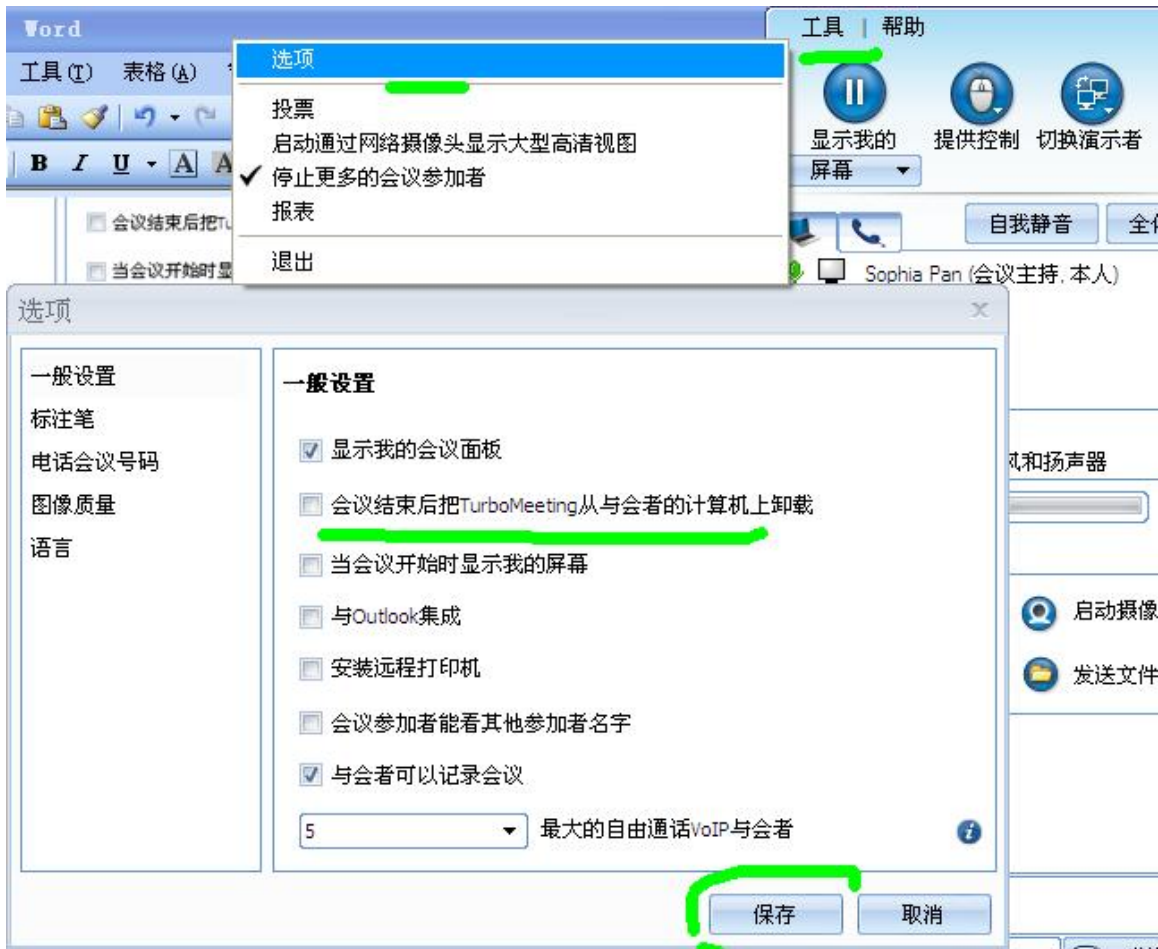 Word
工具 | 帮助
工具(T) 表格(A)
选项
投票
启动通过网络摄像头显示大型高清视图
停止更多的会议参加者
报表
退出
B I U A A
显示我的
屏幕
提供控制
切换演示者
会议结束后把Tu
当会议开始时显
自我静音
Sophia Pan (会议主持, 本人)
选项
一般设置
标注笔
电话会议号码
图像质量
语言
一般设置
显示我的会议面板
会议结束后把TurboMeeting从与会者的计算机上卸载
当会议开始时显示我的屏幕
与Outlook集成
安装远程打印机
会议参加者能看其他参加者名字
与会者可以记录会议
5 最大的自由通话VoIP与会者
保存 取消
和扬声器
启动摄像
发送文件